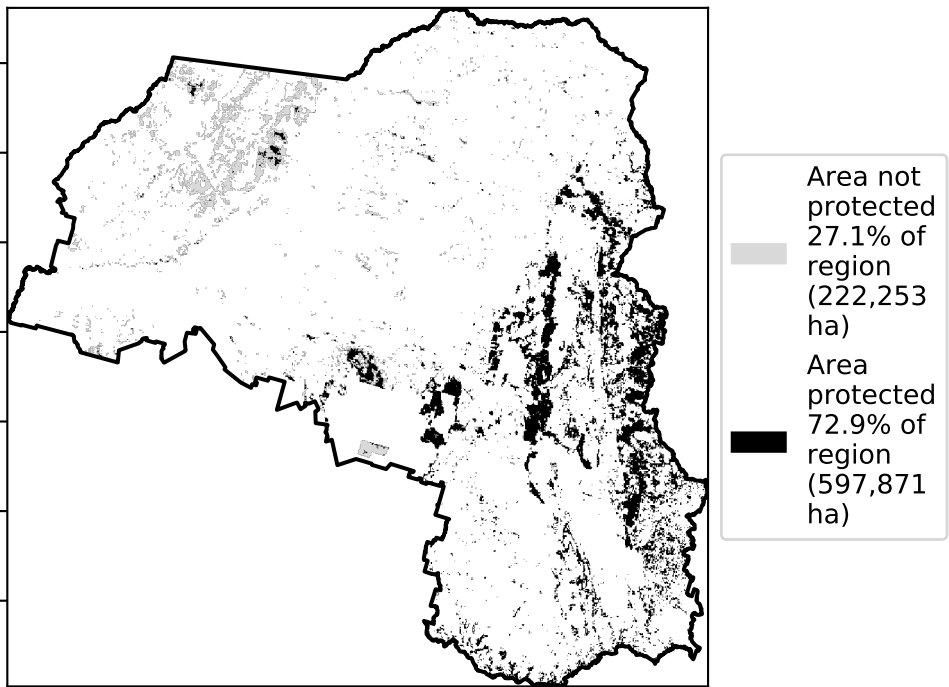 Area not
protected
27.1% of
region
(222,253
ha)
Area
protected
72.9% of
region
(597,871
ha)